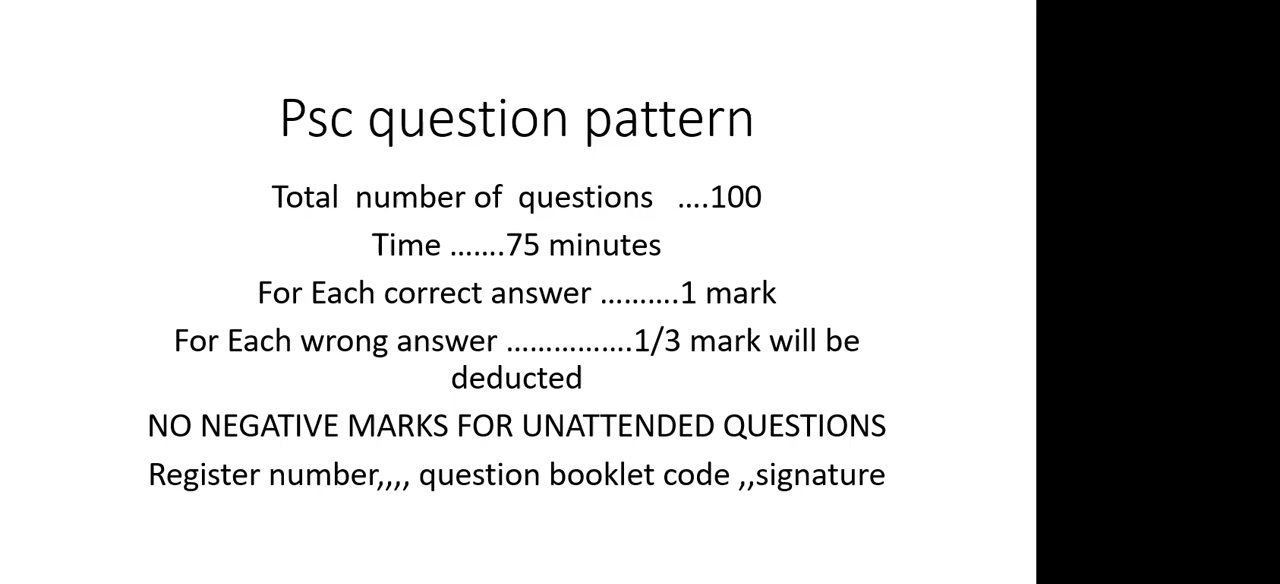 Psc question pattern
Total  number of  questions   ....100
Time .......75 minutes
For Each correct answer ..........1 mark
For Each wrong answer ................1/3 mark will be
deducted
NO NEGATIVE MARKS FOR UNATTENDED QUESTIONS
Register number,,,, question booklet code ,,signature